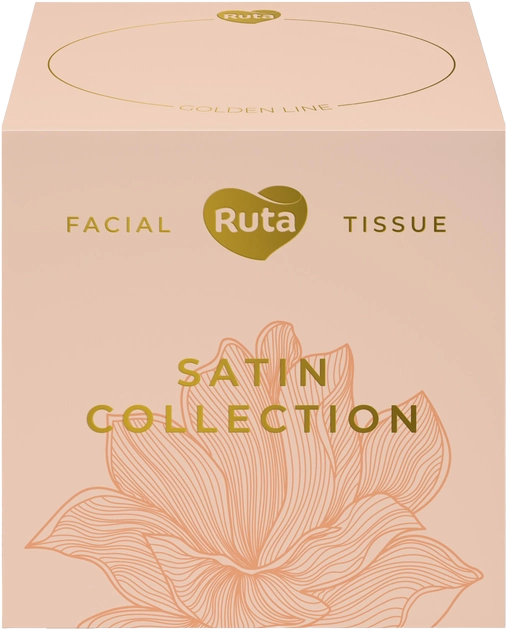 Ruta
GOLDEN LINE
FACIAL Ruta TISSUE
SATIN
COLLECTION